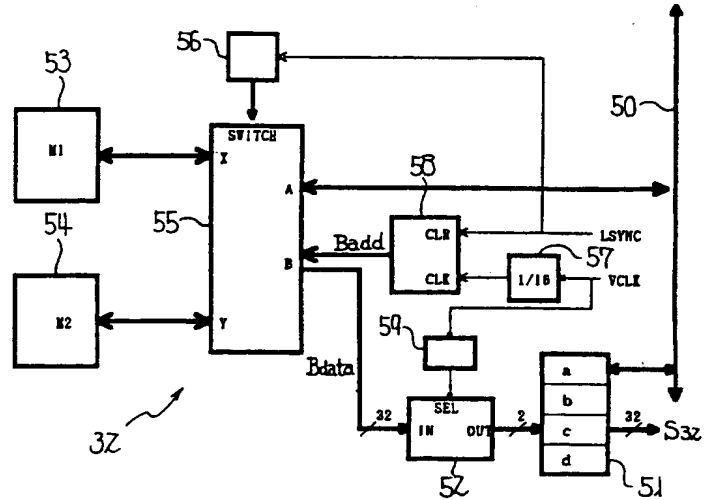 56
53
50
M1
SWITCH
X
58
A
55
54
Badd
CLR
LSYNC
57
B
CLK
1/16
VCLK
M2
Y
59
Bdata
a
SEL
b
32
32
IN
OUT
2
c
32
S32
52
d
51